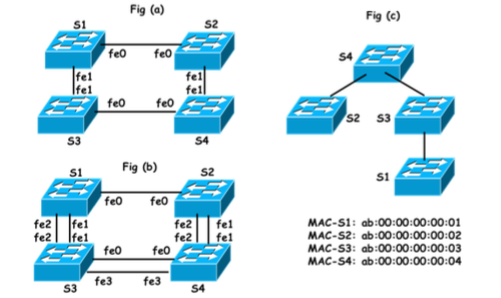 Fig (a)
S1
S2
fe0
fe0
fe1
fe1
fe1
fe1
fe0
fe0
S3
S4
Fig (b)
S1
S2
fe0
fe0
fe2
fe1
fe2
fe1
fe2
fe1
fe2
fe1
fe0
fe0
fe3
fe3
S3
S4
Fig (c)
S4
S2
S3
S1
MAC-S1: ab:00:00:00:00:01
MAC-S2: ab:00:00:00:00:02
MAC-S3: ab:00:00:00:00:03
MAC-S4: ab:00:00:00:00:04